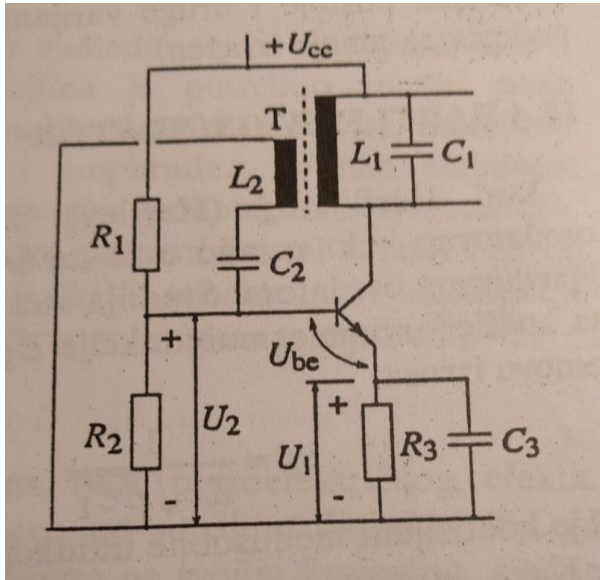 +Ucc
T
L2
L1
C1
R1
C2
+
Ube
R2
U2
+
U1
R3
C3
-
-